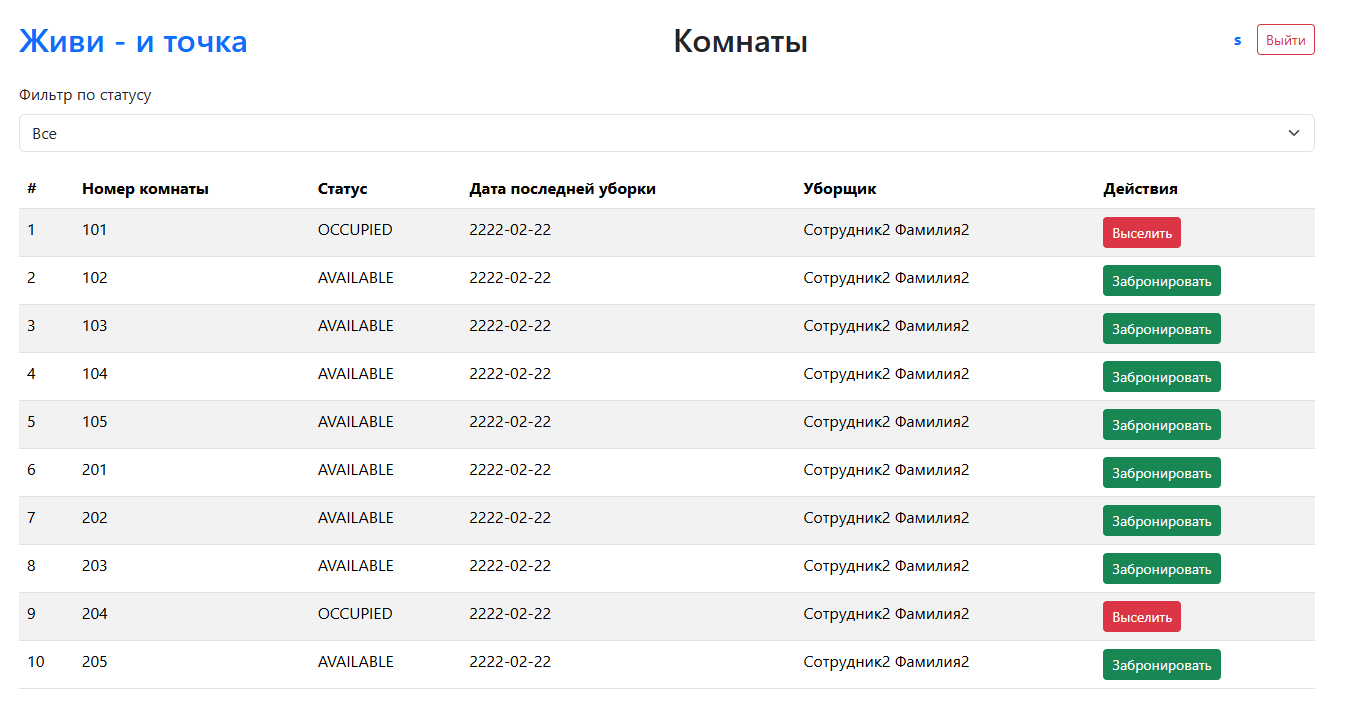 Живи - и точка Комнаты s Выйти
Фильтр по статусу
Все
# Номер комнаты Статус Дата последней уборки Уборщик Действия
1 101 OCCUPIED 2222-02-22 Сотрудник2 Фамилия2 Выселить
2 102 AVAILABLE 2222-02-22 Сотрудник2 Фамилия2 Забронировать
3 103 AVAILABLE 2222-02-22 Сотрудник2 Фамилия2 Забронировать
4 104 AVAILABLE 2222-02-22 Сотрудник2 Фамилия2 Забронировать
5 105 AVAILABLE 2222-02-22 Сотрудник2 Фамилия2 Забронировать
6 201 AVAILABLE 2222-02-22 Сотрудник2 Фамилия2 Забронировать
7 202 AVAILABLE 2222-02-22 Сотрудник2 Фамилия2 Забронировать
8 203 AVAILABLE 2222-02-22 Сотрудник2 Фамилия2 Забронировать
9 204 OCCUPIED 2222-02-22 Сотрудник2 Фамилия2 Выселить
10 205 AVAILABLE 2222-02-22 Сотрудник2 Фамилия2 Забронировать